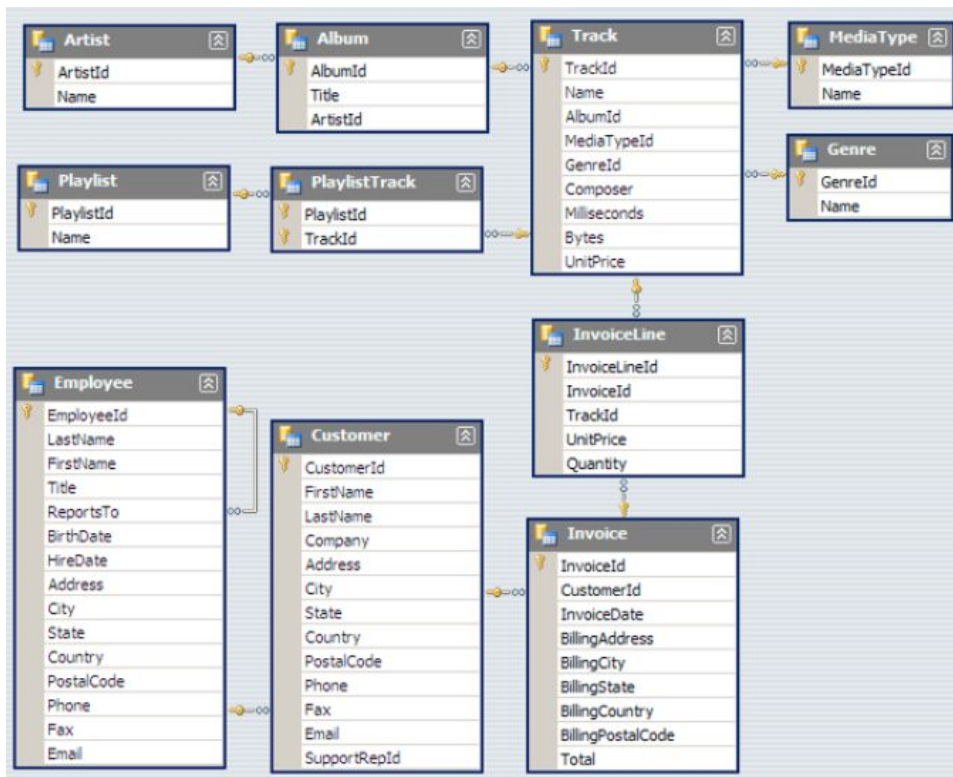 Artist
ArtistId
Name
Album
AlbumId
Title
ArtistId
Track
TrackId
Name
AlbumId
MediaTypeId
GenreId
Composer
Milliseconds
Bytes
UnitPrice
MediaType
MediaTypeId
Name
Genre
GenreId
Name
Playlist
PlaylistId
Name
PlaylistTrack
PlaylistId
TrackId
InvoiceLine
InvoiceLineId
InvoiceId
TrackId
UnitPrice
Quantity
Employee
EmployeeId
LastName
FirstName
Title
ReportsTo
BirthDate
HireDate
Address
City
State
Country
PostalCode
Phone
Fax
Email
Customer
CustomerId
FirstName
LastName
Company
Address
City
State
Country
PostalCode
Phone
Fax
Email
SupportRepId
Invoice
InvoiceId
CustomerId
InvoiceDate
BillingAddress
BillingCity
BillingState
BillingCountry
BillingPostalCode
Total